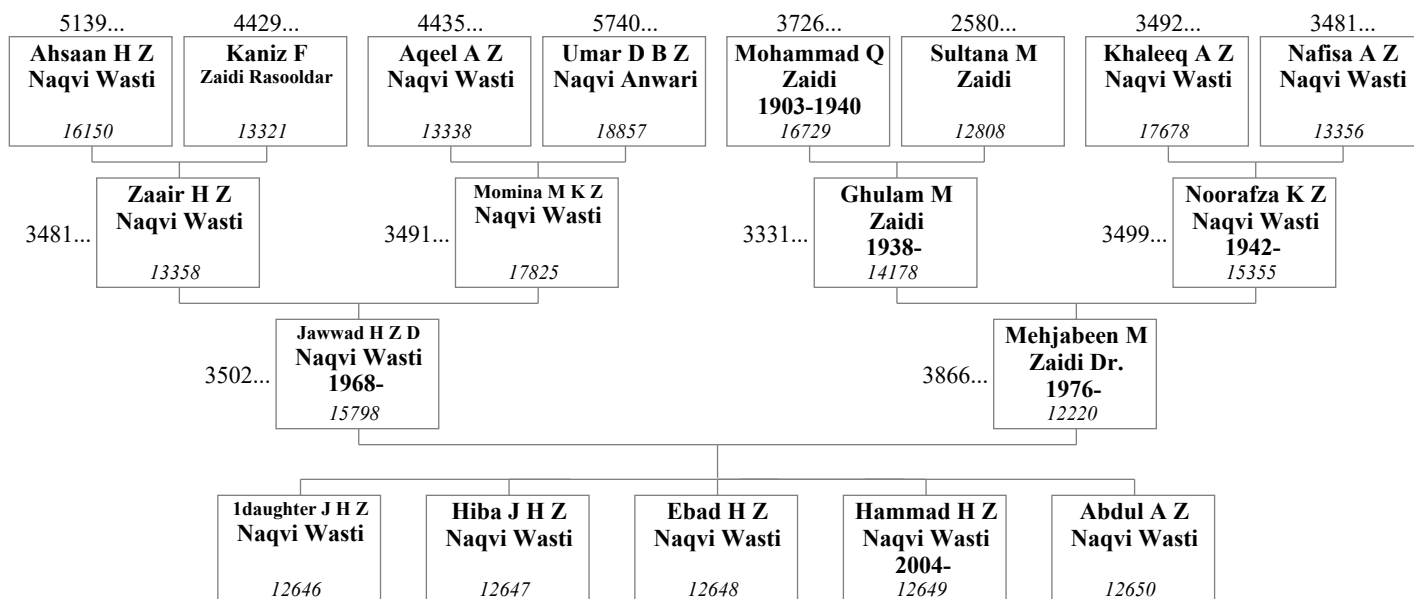 5139...
4429...
4435...
5740...
3726...
2580...
3492...
3481...
Ahsaan H Z
Naqvi Wasti
16150
Kaniz F
Zaidi Rasooldar
13321
Aqeel A Z
Naqvi Wasti
13338
Umar D B Z
Naqvi Anwari
18857
Mohammad Q
Zaidi
1903-1940
16729
Sultana M
Zaidi
12808
Khaleeq A Z
Naqvi Wasti
17678
Nafisa A Z
Naqvi Wasti
13356
3481...
Zaair H Z
Naqvi Wasti
13358
3491...
Momina M K Z
Naqvi Wasti
17825
3331...
Ghulam M
Zaidi
1938-
14178
3499...
Noorafza K Z
Naqvi Wasti
1942-
15355
3502...
Jawwad H Z D
Naqvi Wasti
1968-
15798
3866...
Mehjabeen M
Zaidi Dr.
1976-
12220
1daughter J H Z
Naqvi Wasti
12646
Hiba J H Z
Naqvi Wasti
12647
Ebad H Z
Naqvi Wasti
12648
Hammad H Z
Naqvi Wasti
2004-
12649
Abdul A Z
Naqvi Wasti
12650